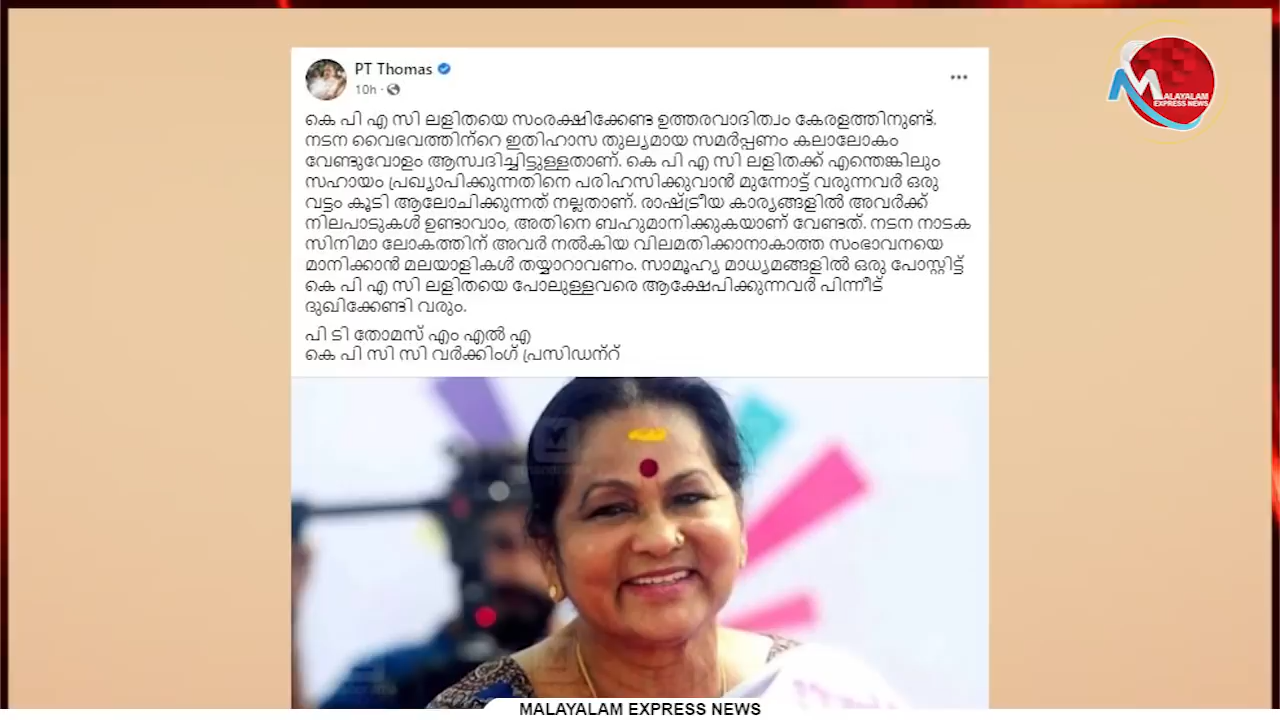 PT Thomas
10h ·
കെ പി എ സി ലളിതയെ സംരക്ഷിക്കേണ്ട ഉത്തരവാദിത്വം കേരളത്തിനുണ്ട്.
നടന വൈഭവത്തിന്റെ ഇതിഹാസ തുല്യമായ സമർപ്പണം കലാലോകം
വേണ്ടുവോളം ആസ്വദിച്ചിട്ടുള്ളതാണ്. കെ പി എ സി ലളിതക്ക് എന്തെങ്കിലും
സഹായം പ്രഖ്യാപിക്കുന്നതിനെ പരിഹസിക്കുവാൻ മുന്നോട്ട് വരുന്നവർ ഒരു
വട്ടം കൂടി ആലോചിക്കുന്നത് നല്ലതാണ്. രാഷ്ട്രീയ കാര്യങ്ങളിൽ അവർക്ക്
നിലപാടുകൾ ഉണ്ടാവാം, അതിനെ ബഹുമാനിക്കുകയാണ് വേണ്ടത്. നടന നാടക
സിനിമാ ലോകത്തിന് അവർ നൽകിയ വിലമതിക്കാനാകാത്ത സംഭാവനയെ
മാനിക്കാൻ മലയാളികൾ തയ്യാറാവണം. സാമൂഹ്യ മാധ്യമങ്ങളിൽ ഒരു പോസ്റ്റിട്ട്
കെ പി എ സി ലളിതയെ പോലുള്ളവരെ ആക്ഷേപിക്കുന്നവർ പിന്നീട്
ദുഖിക്കേണ്ടി വരും.
പി ടി തോമസ് എം എൽ എ
കെ പി സി സി വർക്കിംഗ് പ്രസിഡന്റ്
MALAYALAM
EXPRESS NEWS
MALAYALAM EXPRESS NEWS